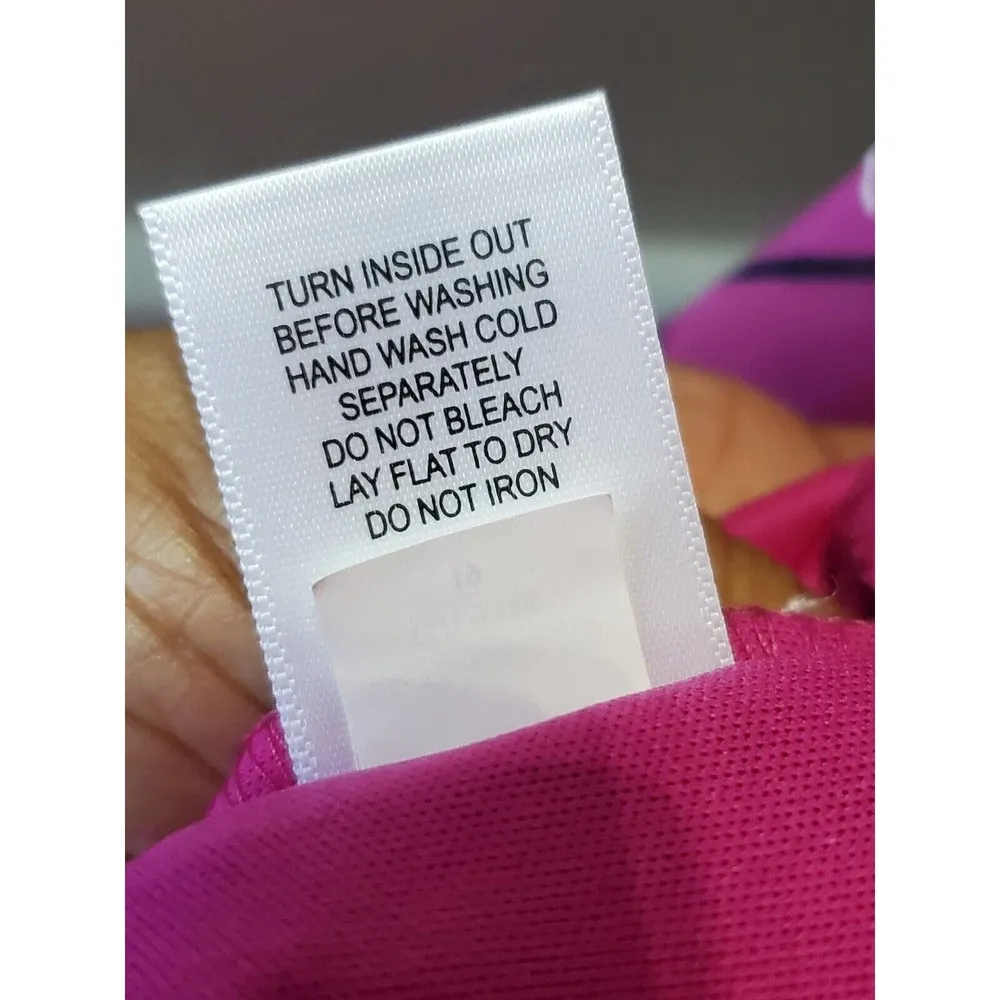 TURN INSIDE OUT
BEFORE WASHING
HAND WASH COLD
SEPARATELY
DO NOT BLEACH
LAY FLAT TO DRY
DO NOT IRON